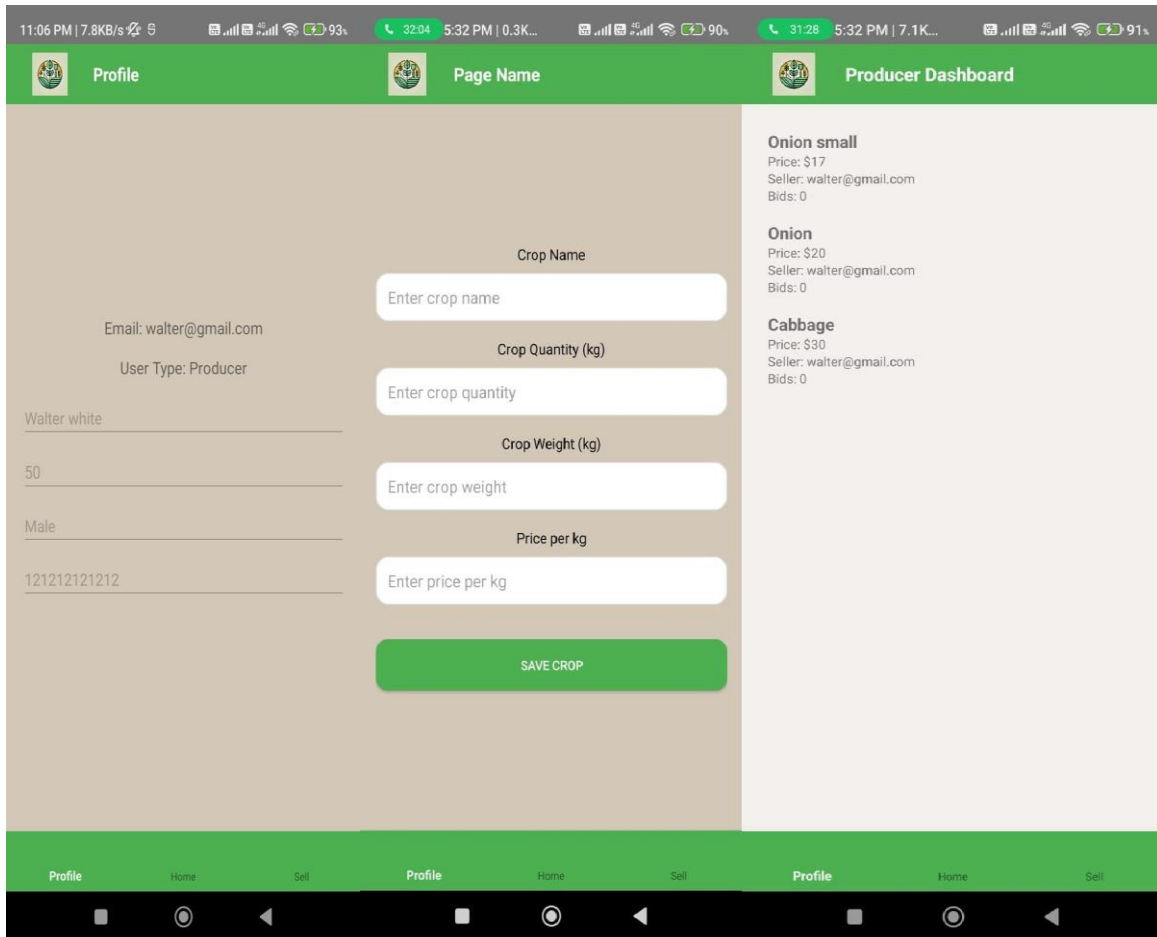 11:06 PM | 7.8KB/s
4G
93%
Profile
Email: walter@gmail.com
User Type: Producer
Walter white
50
Male
121212121212
Profile
Home
Sell
32:04
5:32 PM | 0.3K...
4G
90%
Page Name
Crop Name
Enter crop name
Crop Quantity (kg)
Enter crop quantity
Crop Weight (kg)
Enter crop weight
Price per kg
Enter price per kg
SAVE CROP
Profile
Home
Sell
31:28
5:32 PM | 7.1K...
4G
91%
Producer Dashboard
Onion small
Price: $17
Seller: walter@gmail.com
Bids: 0
Onion
Price: $20
Seller: walter@gmail.com
Bids: 0
Cabbage
Price: $30
Seller: walter@gmail.com
Bids: 0
Profile
Home
Sell